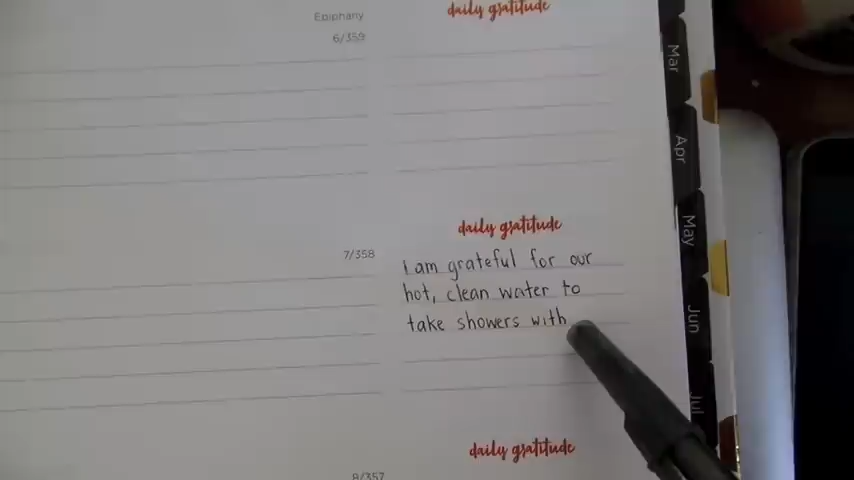 Epiphany
6/359
daily gratitude
Mar
Apr
May
Jun
Jul
daily gratitude
7/358
I am grateful for our
hot, clean water to
take showers with
daily gratitude
8/357